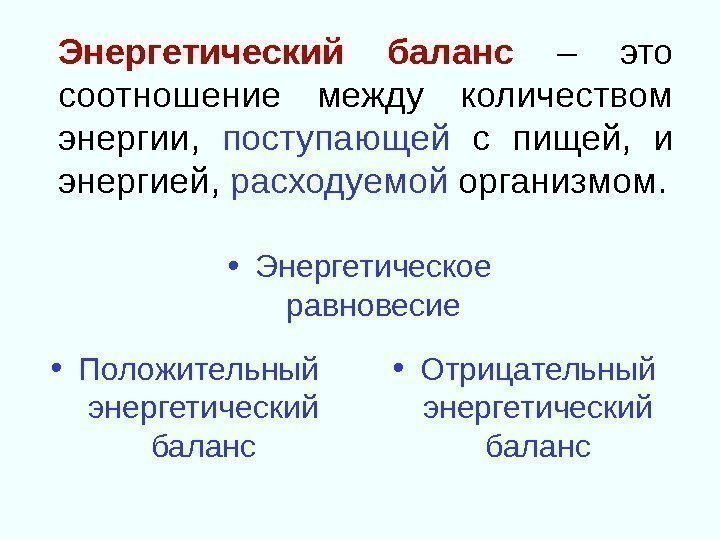 Энергетический баланс – это
соотношение между количеством
энергии, поступающей с пищей, и
энергией, расходуемой организмом.
• Энергетическое
равновесие
• Положительный
энергетический
баланс
• Отрицательный
энергетический
баланс